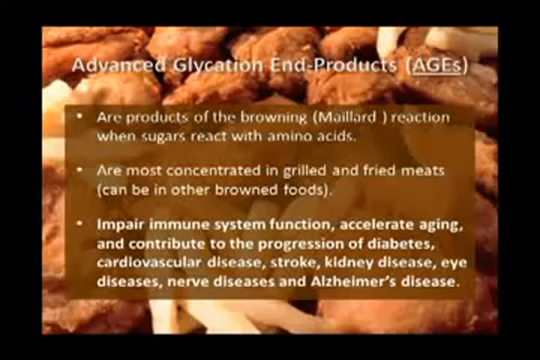 Advanced Glycation End-Products (AGEs)
• Are products of the browning (Maillard ) reaction
when sugars react with amino acids.
• Are most concentrated in grilled and fried meats
(can be in other browned foods).
• Impair immune system function, accelerate aging,
and contribute to the progression of diabetes,
cardiovascular disease, stroke, kidney disease, eye
diseases, nerve diseases and Alzheimer's disease.